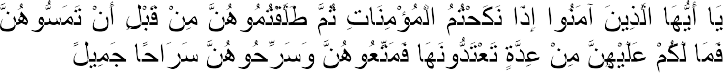 يَا أَيُّهَا الَّذِينَ آمَنُوا إِذَا نَكَحْتُمُ الْمُؤْمِنَاتِ ثُمَّ طَلَّقْتُمُوهُنَّ مِنْ قَبْلِ أَنْ تَمَسُّوهُنَّ
فَمَا لَكُمْ عَلَيْهِنَّ مِنْ عِدَّةٍ تَعْتَدُّونَهَا فَمَتِّعُوهُنَّ وَسَرِّحُوهُنَّ سَرَاحًا جَمِيلًا